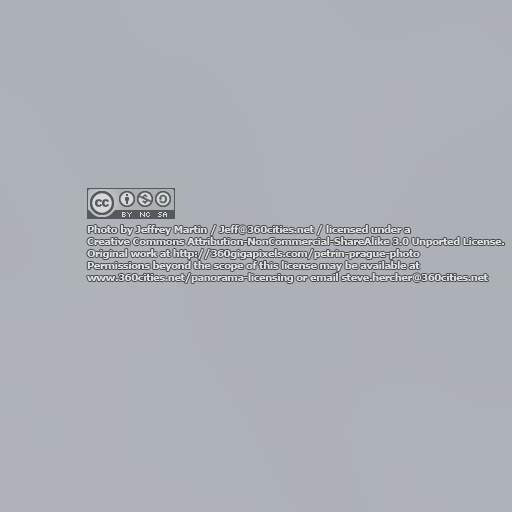 cc BY NC SA
Photo by Jeffrey Martin / Jeff@360cities.net / licensed under a
Creative Commons Attribution-NonCommercial-ShareAlike 3.0 Unported License.
Original work at http://360gigapixels.com/petrin-prague-photo
Permissions beyond the scope of this license may be available at
www.360cities.net/panorama-licensing or email steve.hercher@360cities.net